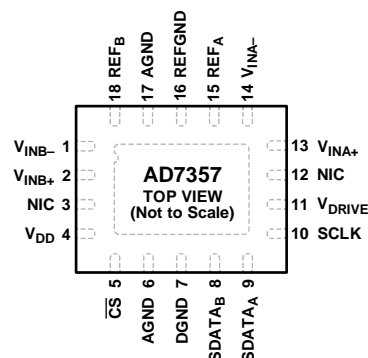 18 REFB
17 AGND
16 REFGND
15 REFA
14 VINA–
VINB– 1
VINB+ 2
NIC 3
VDD 4
AD7357
TOP VIEW
(Not to Scale)
13 VINA+
12 NIC
11 VDRIVE
10 SCLK
CS 5
AGND 6
DGND 7
SDATAB 8
SDATAA 9